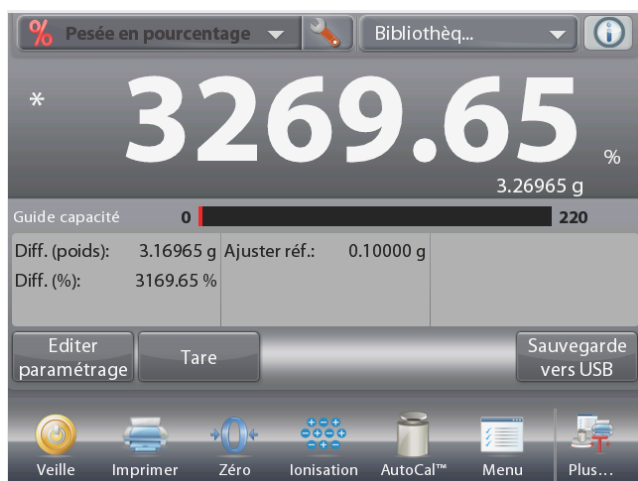 % Pesée en pourcentage Bibliothèq...
* 3269.65 %
3.26965 g
Guide capacité 0 220
Diff. (poids): 3.16965 g Ajuster réf.: 0.10000 g
Diff. (%): 3169.65 %
Editer
paramétrage
Tare
Sauvegarde
vers USB
Veille Imprimer Zéro Ionisation AutoCal™ Menu Plus...